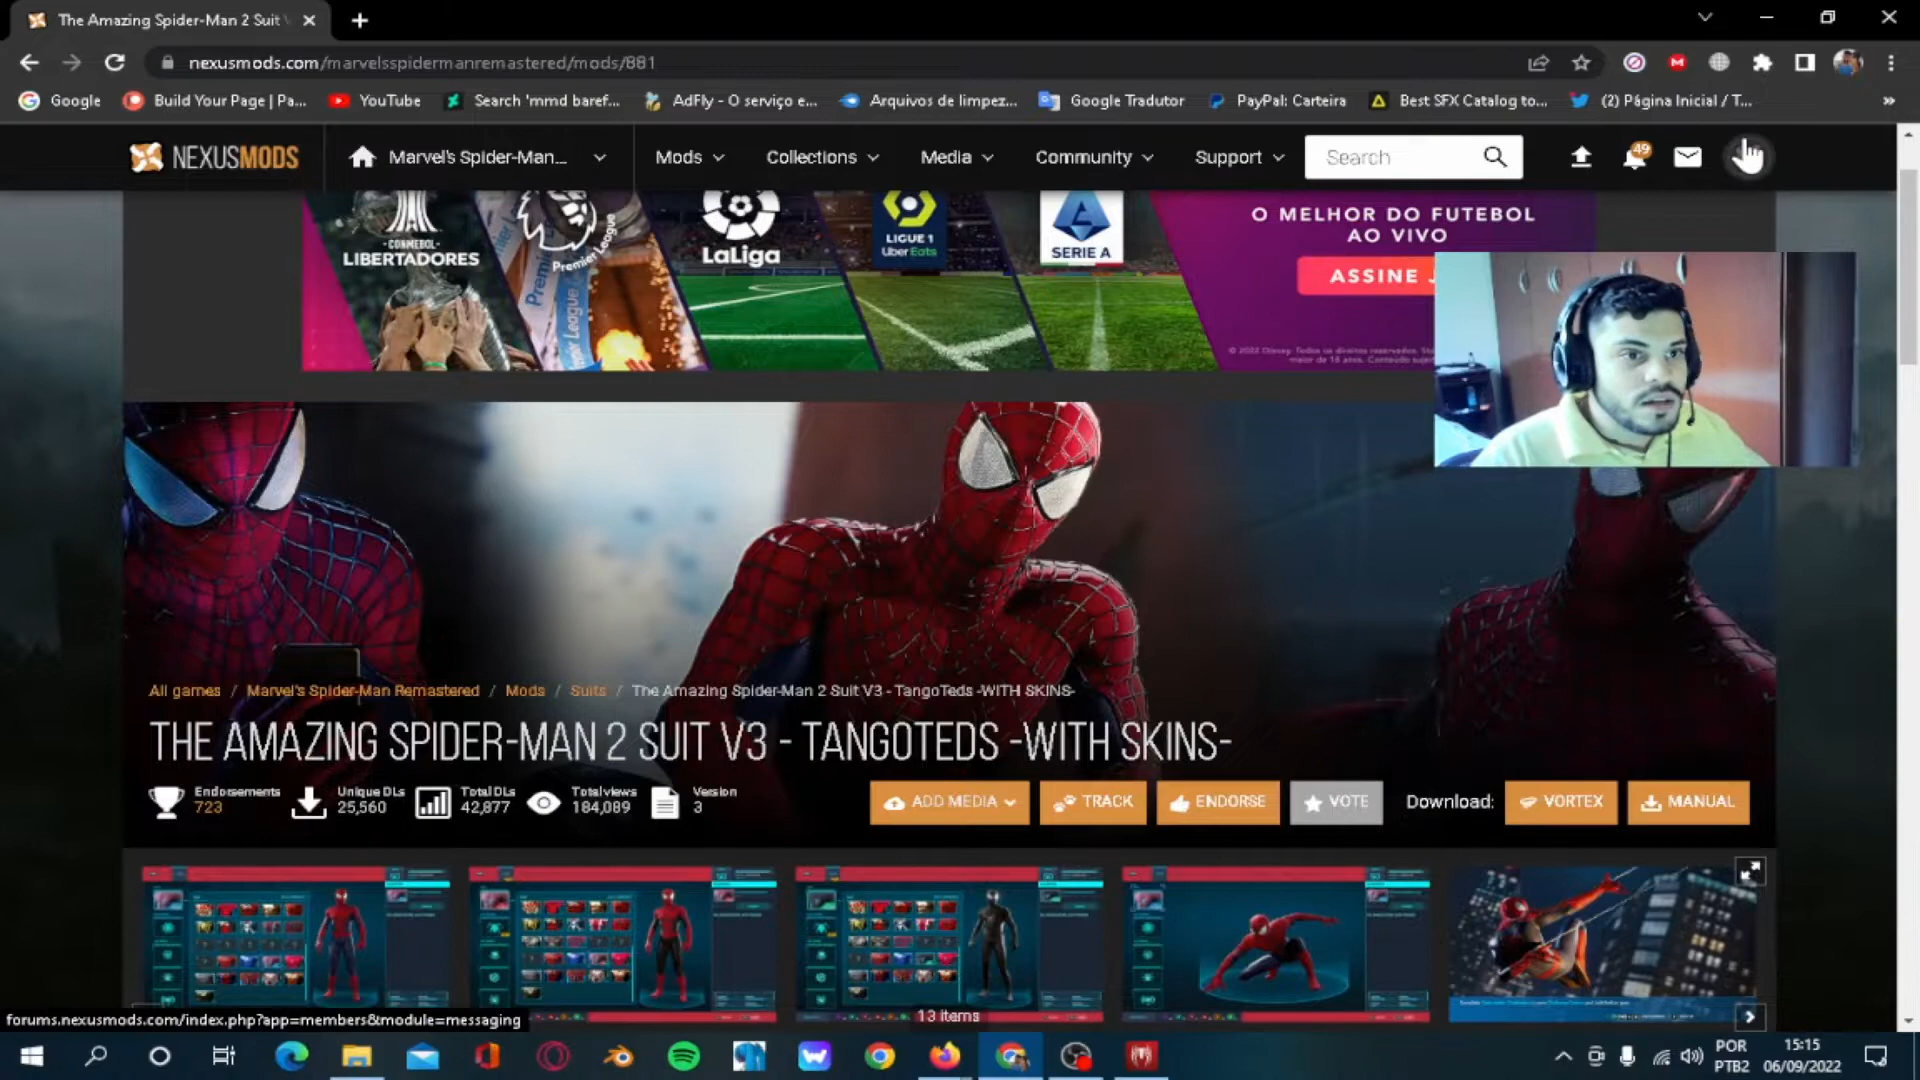 The Amazing Spider-Man 2 Suit V
nexusmods.com/marvelsspidermanremastered/mods/881
Google
Build Your Page | Pa...
YouTube
Search 'mmd baref...
AdFly - O serviço e...
Arquivos de limpez...
Google Tradutor
PayPal: Carteira
Best SFX Catalog to...
(2) Página Inicial / T...
NEXUSMODS
Marvel's Spider-Man...
Mods
Collections
Media
Community
Support
Search
49
-CONMEBOL-
LIBERTADORES
Premier League
Premier League
LaLiga
LIGUE 1
Uber Eats
SERIE A
O MELHOR DO FUTEBOL
AO VIVO
ASSINE J
All games / Marvel's Spider-Man Remastered / Mods / Suits / The Amazing Spider-Man 2 Suit V3 - TangoTeds -WITH SKINS-
THE AMAZING SPIDER-MAN 2 SUIT V3 - TANGOTEDS -WITH SKINS-
Endorsements
723
Unique DLs
25,560
Total DLs
42,877
Total views
184,089
Version
3
ADD MEDIA
TRACK
ENDORSE
VOTE
Download:
VORTEX
MANUAL
13 items
forums.nexusmods.com/index.php?app=members&module=messaging
POR
PTB2
15:15
06/09/2022